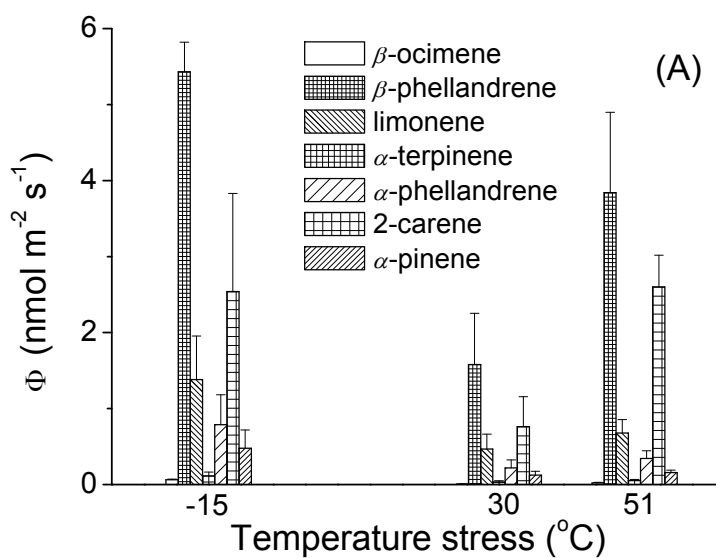 6
4
2
0
Φ (nmol m⁻² s⁻¹)
β-ocimene
β-phellandrene
limonene
α-terpinene
α-phellandrene
2-carene
α-pinene
(A)
-15
30
51
Temperature stress (°C)